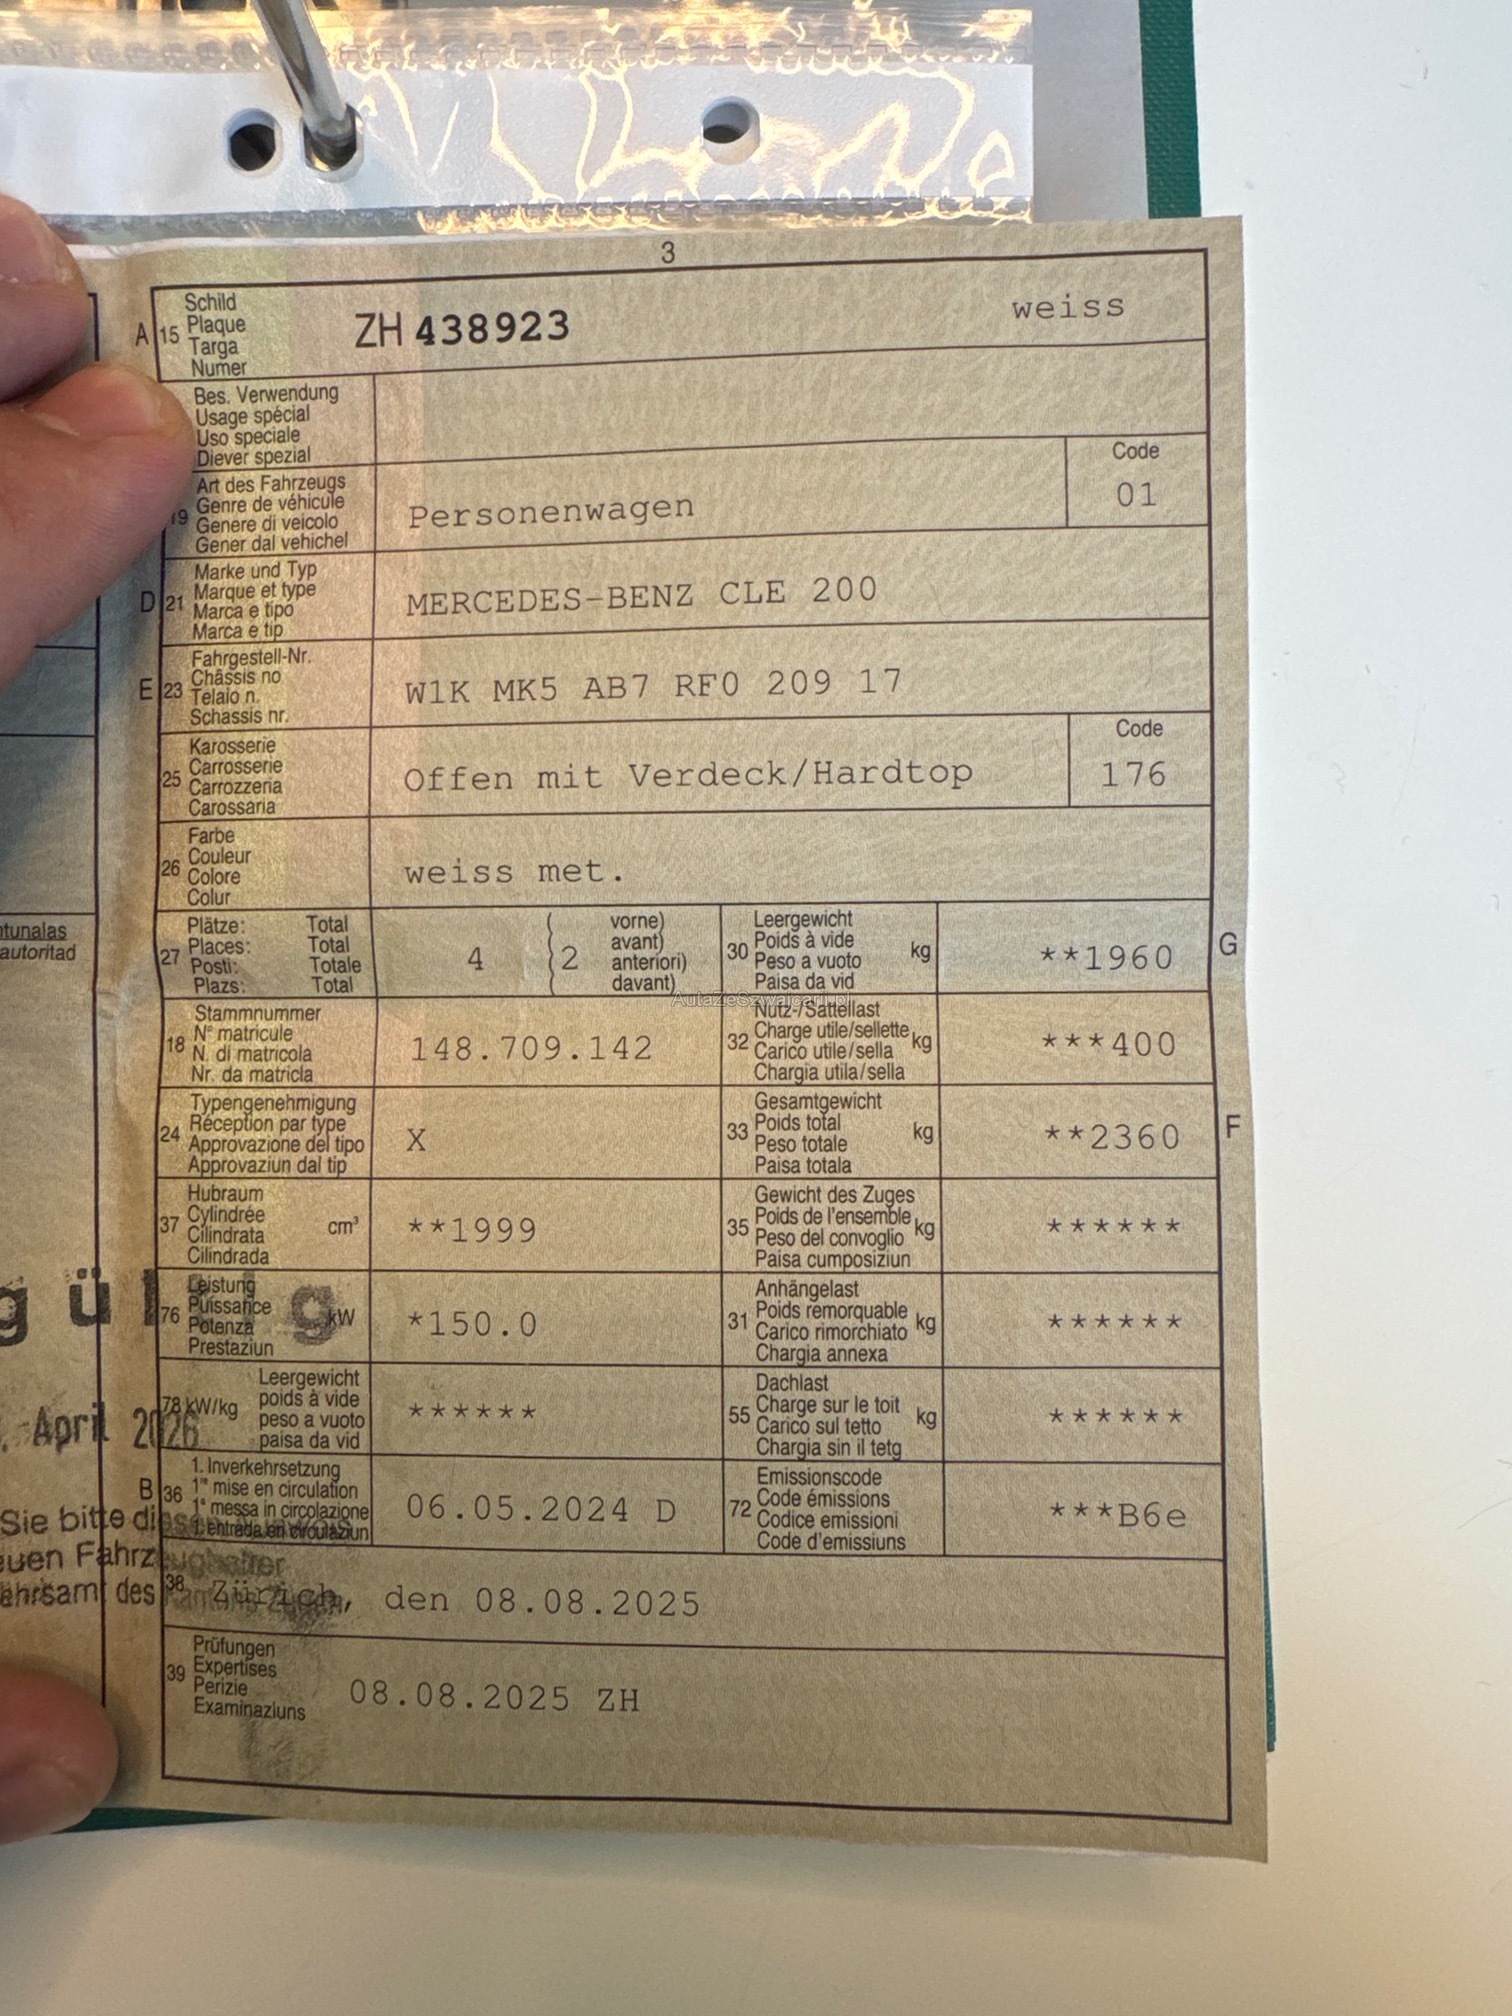 3
A 15 Schild Plaque Targa Numer ZH 438923 weiss
Bes. Verwendung
Usage spécial
Uso speciale
Diever spezial
19 Art des Fahrzeugs
Genre de véhicule
Genere di veicolo
Gener dal vehichel
Personenwagen
Code
01
D 21 Marke und Typ
Marque et type
Marca e tipo
Marca e tip
MERCEDES-BENZ CLE 200
E 23 Fahrgestell-Nr.
Châssis no
Telaio n.
Schassis nr.
W1K MK5 AB7 RF0 209 17
25 Karosserie
Carrosserie
Carrozzeria
Carossaria
Offen mit Verdeck/Hardtop
Code
176
26 Farbe
Couleur
Colore
Colur
weiss met.
27 Plätze: Total
Places: Total
Posti: Totale
Plazs: Total
4 ( 2 vorne)
avant)
anteriori)
davant)
30 Leergewicht
Poids à vide
Peso a vuoto
Paisa da vid
kg **1960 G
AutaZeSzwajcarii.pl
18 Stammnummer
N° matricule
N. di matricola
Nr. da matricla
148.709.142
32 Nutz-/Sattellast
Charge utile/sellette
Carico utile/sella
Chargia utila/sella
kg ***400
24 Typengenehmigung
Réception par type
Approvazione del tipo
Approvaziun dal tip
X
33 Gesamtgewicht
Poids total
Peso totale
Paisa totala
kg **2360 F
37 Hubraum
Cylindrée
Cilindrata
Cilindrada
cm³ **1999
35 Gewicht des Zuges
Poids de l'ensemble
Peso del convoglio
Paisa cumposiziun
kg ******
76 Leistung
Puissance
Potenza
Prestaziun
kW *150.0
31 Anhängelast
Poids remorquable
Carico rimorchiato
Chargia annexa
kg ******
78 kW/kg Leergewicht
poids à vide
peso a vuoto
paisa da vid
******
55 Dachlast
Charge sur le toit
Carico sul tetto
Chargia sin il tetg
kg ******
B 36 1. Inverkehrsetzung
1re mise en circulation
1a messa in circolazione
1. entrada en circulaziun
06.05.2024 D
72 Emissionscode
Code émissions
Codice emissioni
Code d'emissiuns
***B6e
38 Zürich, den 08.08.2025
39 Prüfungen
Expertises
Perizie
Examinaziuns
08.08.2025 ZH
autoritad
April 2026
Sie bitte diesen